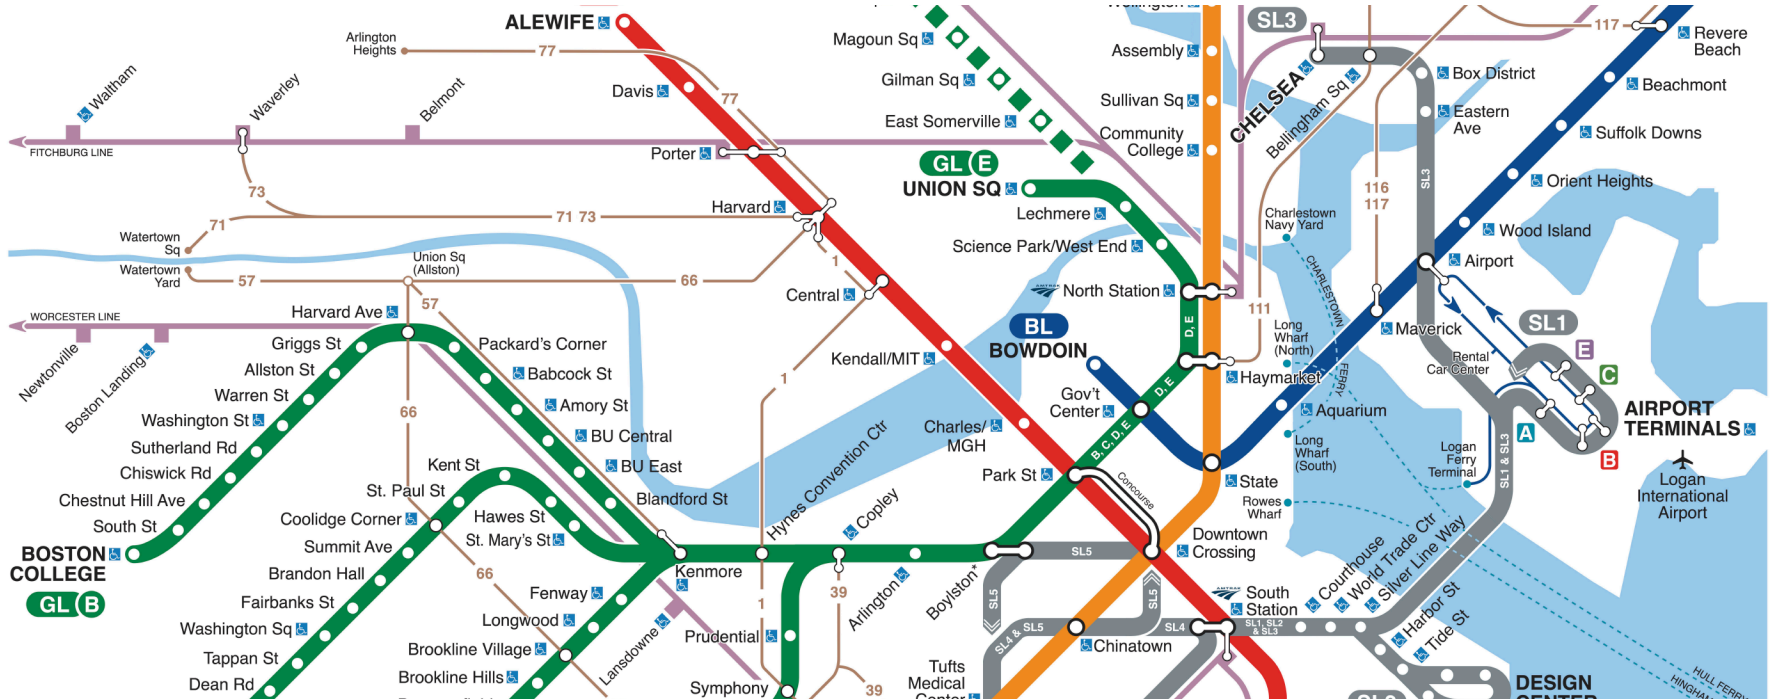 ALEWIFE
Arlington
Heights
77
77
Davis
Waltham
Waverley
Belmont
FITCHBURG LINE
Porter
73
71
71 73
Harvard
Watertown
Sq
Watertown
Yard
57
Union Sq
(Allston)
57
66
1
Central
WORCESTER LINE
Newtonville
Boston Landing
Harvard Ave
Griggs St
Allston St
Warren St
Washington St
Sutherland Rd
Chiswick Rd
Chestnut Hill Ave
South St
BOSTON
COLLEGE
GL B
Packard's Corner
Babcock St
Amory St
BU Central
BU East
Blandford St
66
Kent St
St. Paul St
Coolidge Corner
Summit Ave
Brandon Hall
Fairbanks St
Washington Sq
Tappan St
Dean Rd
Hawes St
St. Mary's St
66
Kenmore
Fenway
Longwood
Brookline Village
Brookline Hills
Lansdowne
Kendall/MIT
1
Charles/
MGH
Hynes Convention Ctr
Copley
1
39
39
Prudential
Symphony
Arlington
Boylston*
Park St
Concourse
Downtown
Crossing
Magoun Sq
Gilman Sq
East Somerville
GL E
UNION SQ
Lechmere
Science Park/West End
AMTRAK
North Station
D, E
D, E
B, C, D, E
BL
BOWDOIN
Gov't
Center
Haymarket
111
State
Aquarium
Wellington
Assembly
Sullivan Sq
Community
College
SL3
CHELSEA
Bellingham Sq
Box District
Eastern
Ave
SL3
116
117
117
Revere
Beach
Beachmont
Suffolk Downs
Orient Heights
Wood Island
Airport
Maverick
Charlestown
Navy Yard
CHARLESTOWN
FERRY
Long
Wharf
(North)
Long
Wharf
(South)
Rowes
Wharf
Rental
Car Center
SL1
E
C
A
B
AIRPORT
TERMINALS
Logan
International
Airport
Logan
Ferry
Terminal
SL1 & SL3
SL5
SL5
SL5
SL4 & SL5
Chinatown
SL4
AMTRAK
South
Station
SL1, SL2
& SL3
Courthouse
World Trade Ctr
Silver Line Way
Harbor St
Tide St
Tufts
Medical
Center
DESIGN
CENTER
SL2
HULL FERRY
HINGHAM